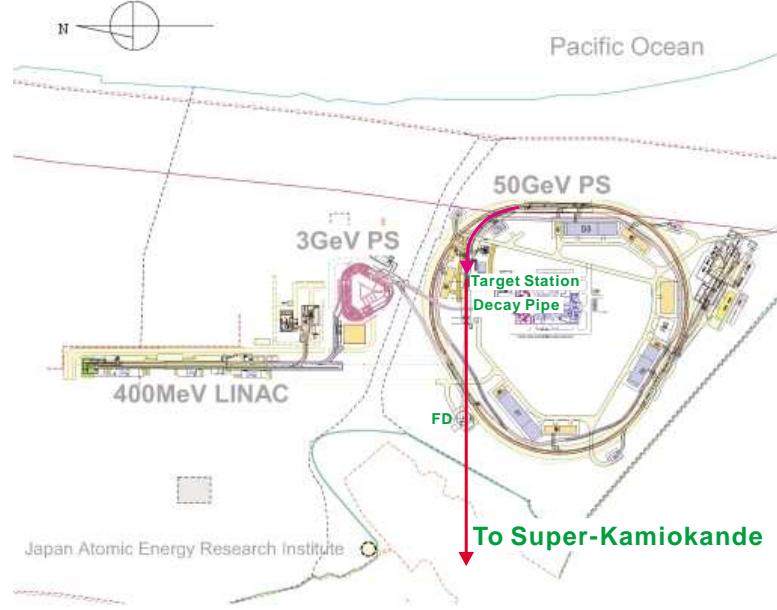 N
Pacific Ocean
50GeV PS
3GeV PS
Target Station
Decay Pipe
400MeV LINAC
FD
To Super-Kamiokande
Japan Atomic Energy Research Institute